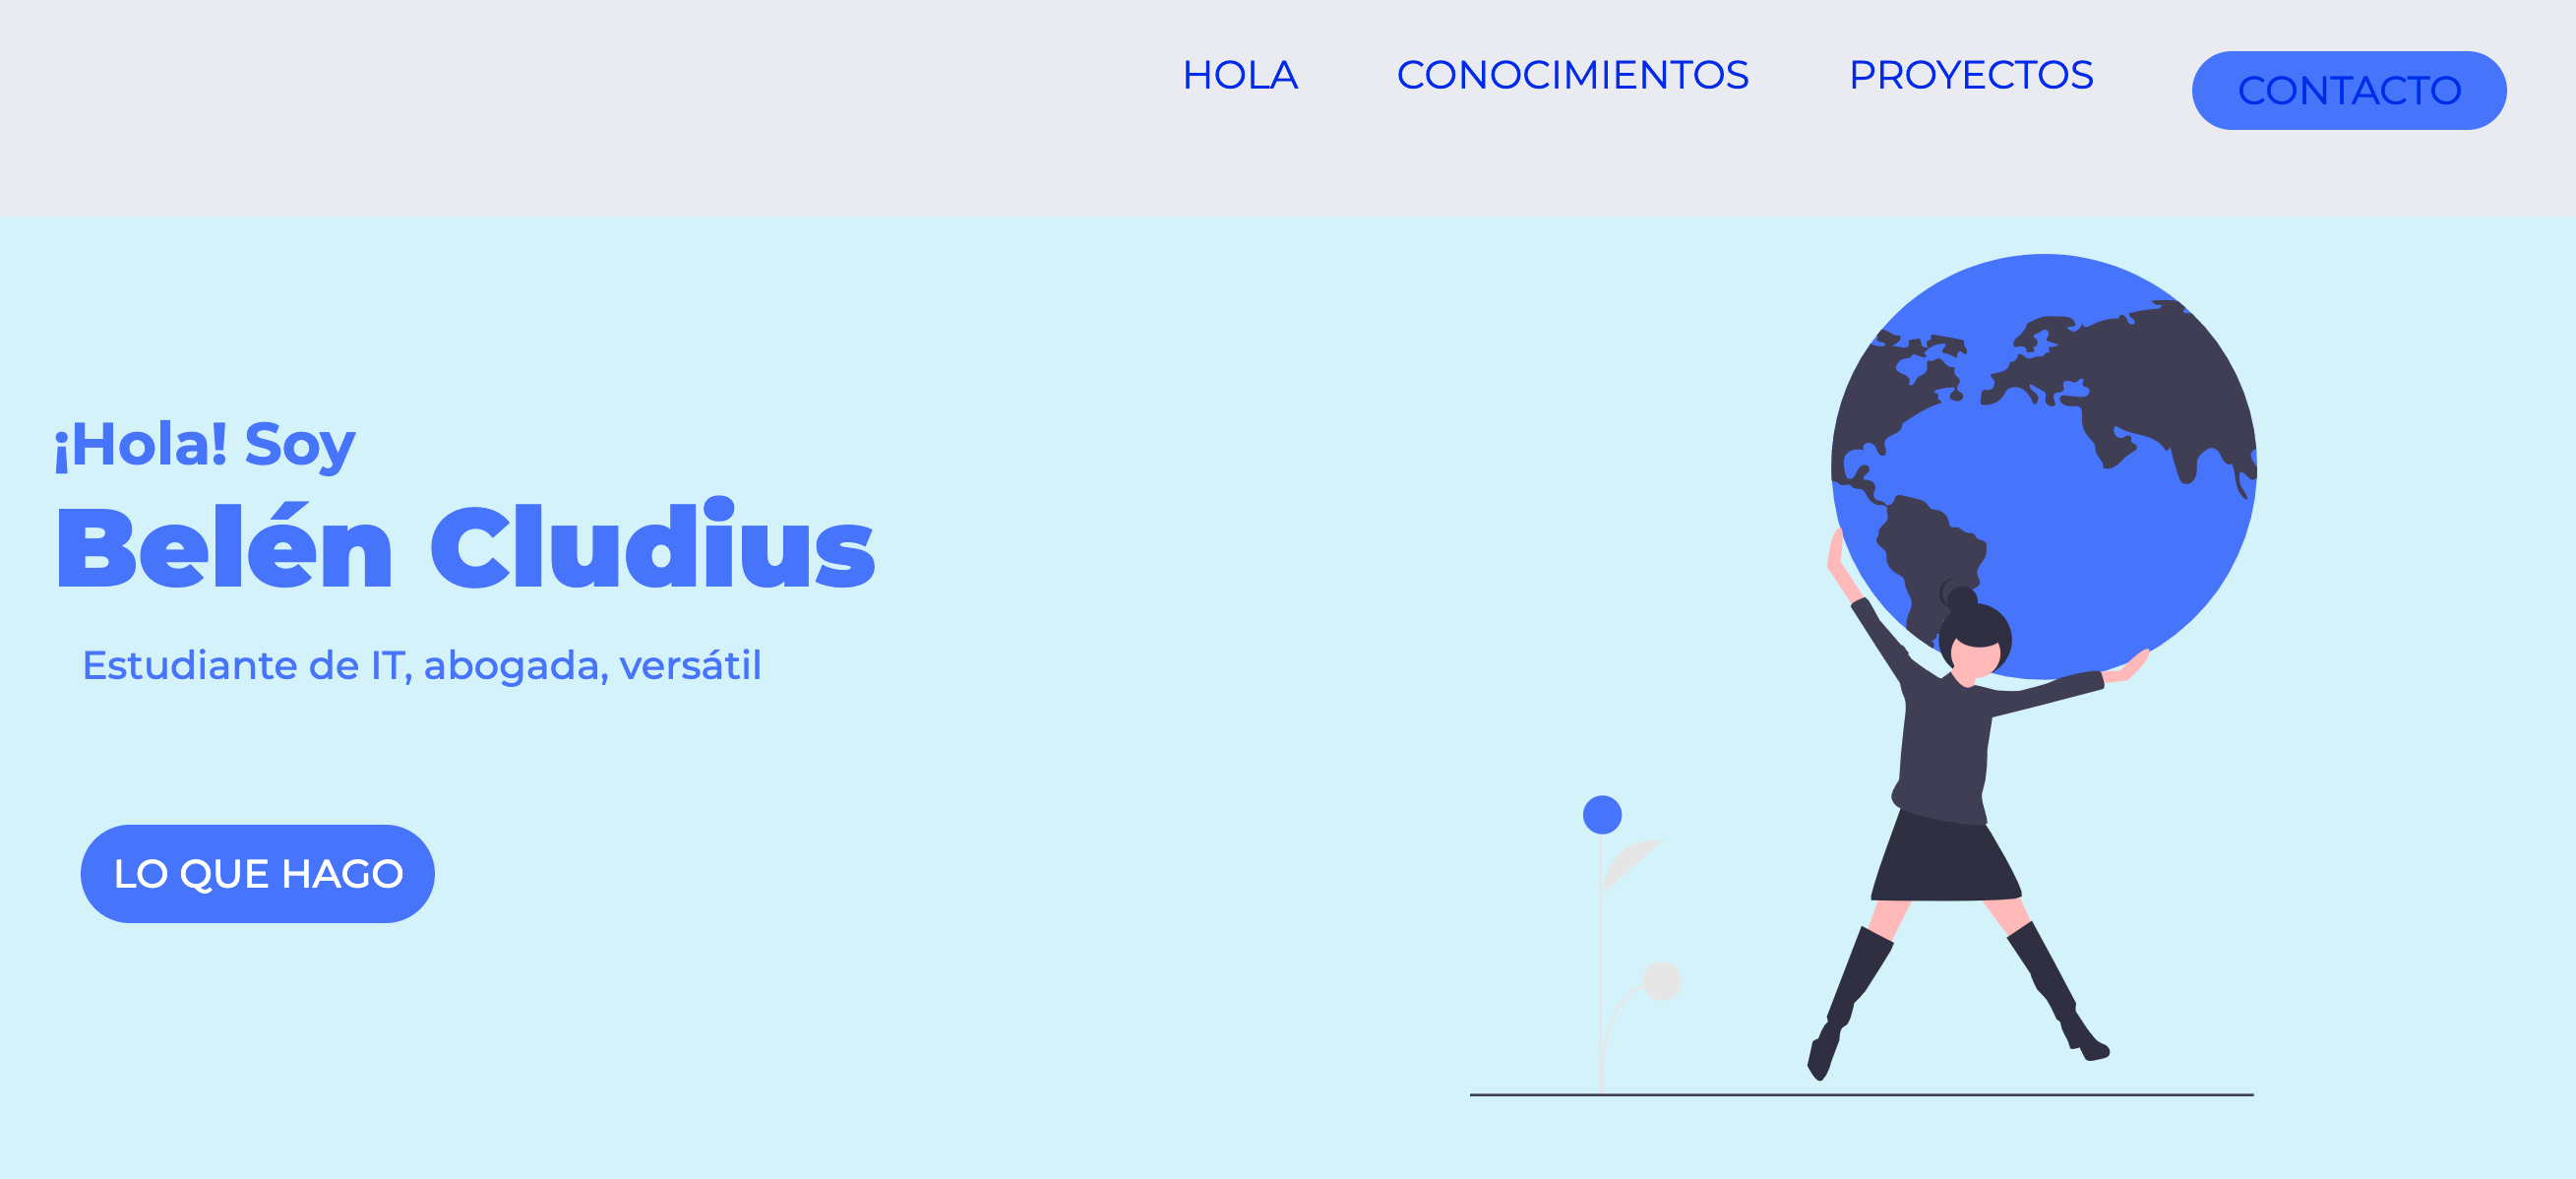 HOLA CONOCIMIENTOS PROYECTOS CONTACTO
¡Hola! Soy
Belén Cludius
Estudiante de IT, abogada, versátil
LO QUE HAGO